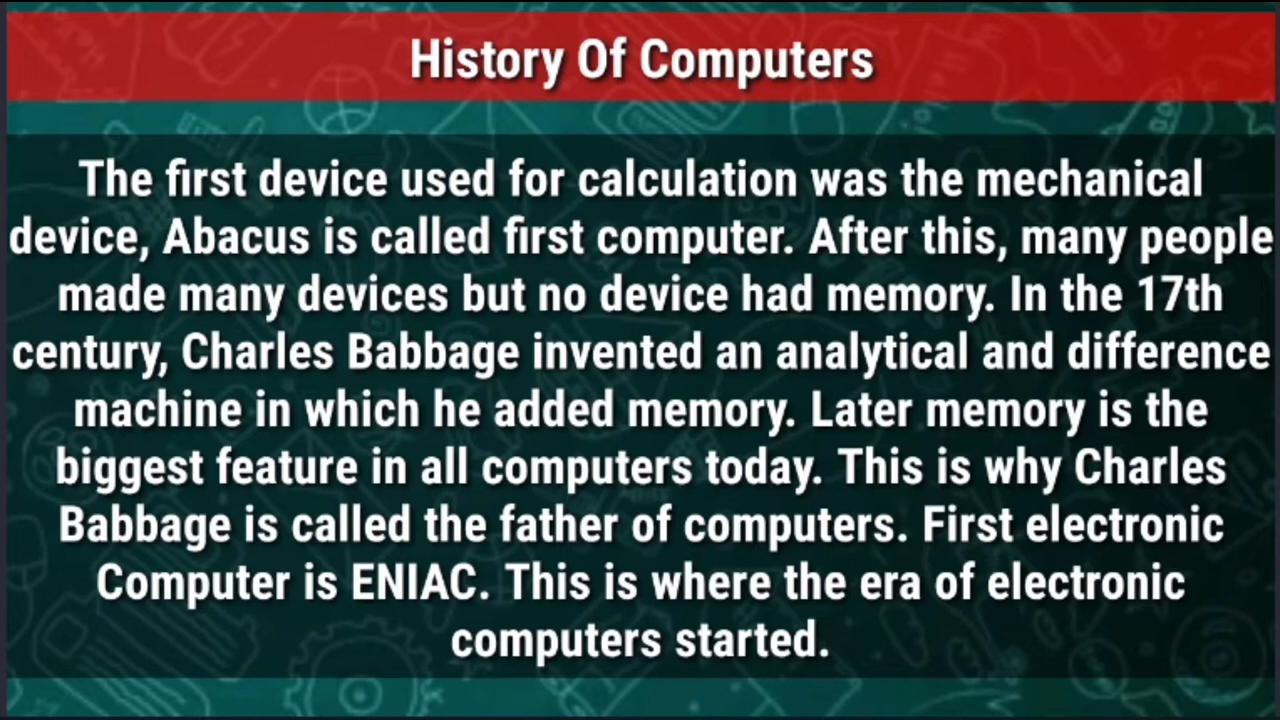 History Of Computers
The first device used for calculation was the mechanical
device, Abacus is called first computer. After this, many people
made many devices but no device had memory. In the 17th
century, Charles Babbage invented an analytical and difference
machine in which he added memory. Later memory is the
biggest feature in all computers today. This is why Charles
Babbage is called the father of computers. First electronic
Computer is ENIAC. This is where the era of electronic
computers started.